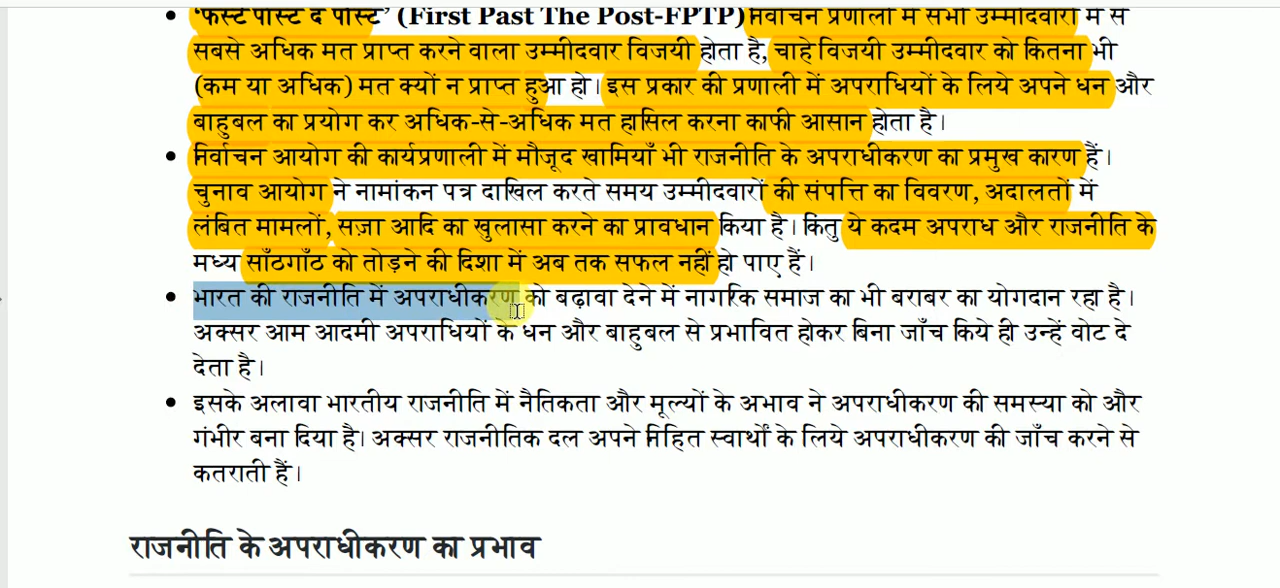 ‘फर्स्ट पास्ट द पोस्ट’ (First Past The Post-FPTP) निर्वाचन प्रणाली में सभी उम्मीदवारों में से
सबसे अधिक मत प्राप्त करने वाला उम्मीदवार विजयी होता है, चाहे विजयी उम्मीदवार को कितना भी
(कम या अधिक) मत क्यों न प्राप्त हुआ हो। इस प्रकार की प्रणाली में अपराधियों के लिये अपने धन और
बाहुबल का प्रयोग कर अधिक-से-अधिक मत हासिल करना काफी आसान होता है।
निर्वाचन आयोग की कार्यप्रणाली में मौजूद खामियाँ भी राजनीति के अपराधीकरण का प्रमुख कारण हैं।
चुनाव आयोग ने नामांकन पत्र दाखिल करते समय उम्मीदवारों की संपत्ति का विवरण, अदालतों में
लंबित मामलों, सज़ा आदि का खुलासा करने का प्रावधान किया है। किंतु ये कदम अपराध और राजनीति के
मध्य साँठगाँठ को तोड़ने की दिशा में अब तक सफल नहीं हो पाए हैं।
भारत की राजनीति में अपराधीकरण को बढ़ावा देने में नागरिक समाज का भी बराबर का योगदान रहा है।
अक्सर आम आदमी अपराधियों के धन और बाहुबल से प्रभावित होकर बिना जाँच किये ही उन्हें वोट दे
देता है।
इसके अलावा भारतीय राजनीति में नैतिकता और मूल्यों के अभाव ने अपराधीकरण की समस्या को और
गंभीर बना दिया है। अक्सर राजनीतिक दल अपने निहित स्वार्थों के लिये अपराधीकरण की जाँच करने से
कतराती हैं।
राजनीति के अपराधीकरण का प्रभाव